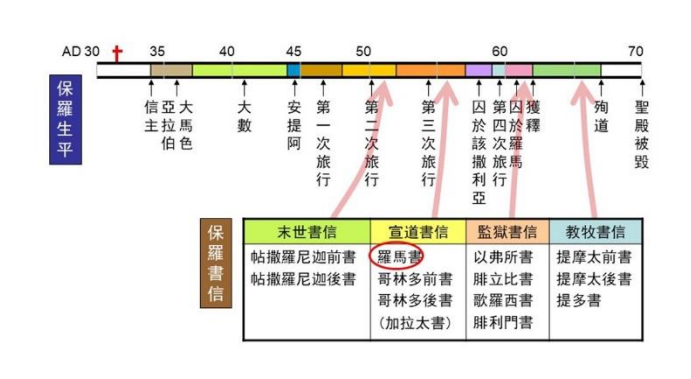 AD 30 35 40 45 50 60 70
保羅生平
信主
亞拉伯
大馬色
大數
安提阿
第一次旅行
第二次旅行
第三次旅行
囚於該撒利亞
第四次旅行
囚於羅馬
獲釋
殉道
聖殿被毀
保羅書信
末世書信 宣道書信 監獄書信 教牧書信
帖撒羅尼迦前書 羅馬書 以弗所書 提摩太前書
帖撒羅尼迦後書 哥林多前書 腓立比書 提摩太後書
哥林多後書 歌羅西書 提多書
(加拉太書) 腓利門書